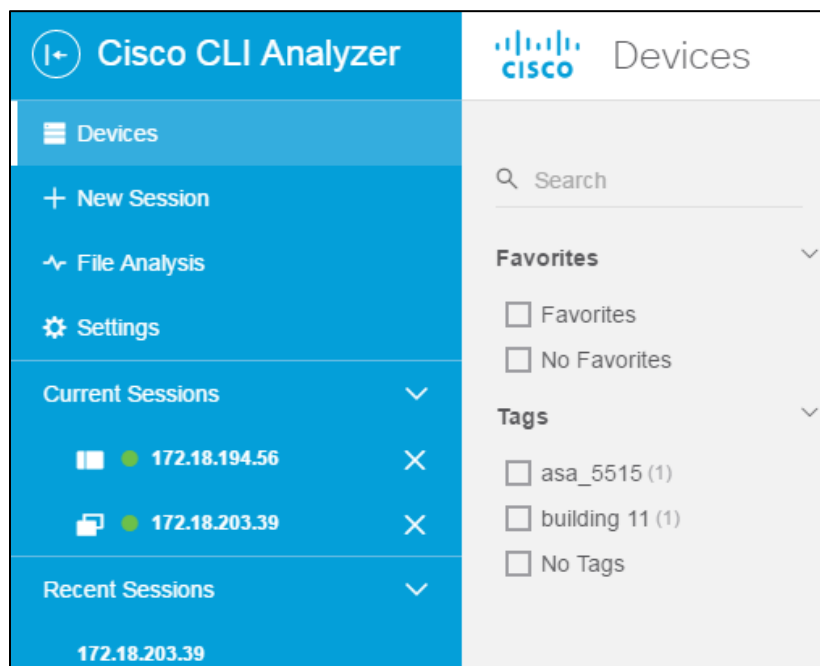 Cisco CLI Analyzer
Devices
New Session
File Analysis
Settings
Current Sessions
172.18.194.56
172.18.203.39
Recent Sessions
172.18.203.39
CISCO
Devices
Search
Favorites
Favorites
No Favorites
Tags
asa_5515 (1)
building 11 (1)
No Tags